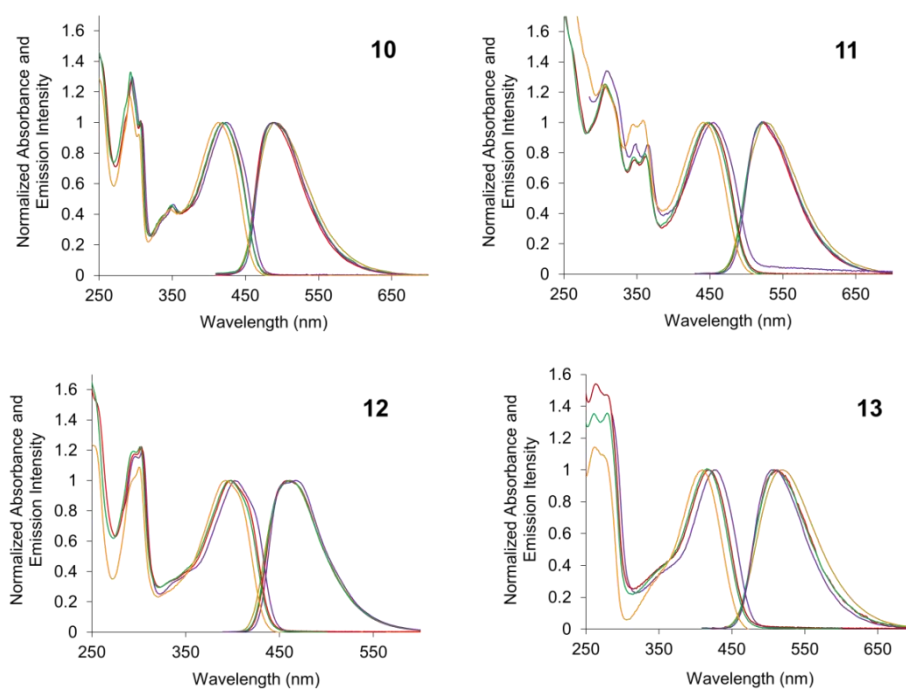 Normalized Absorbance and
Emission Intensity
1.6
1.4
1.2
1
0.8
0.6
0.4
0.2
0
10
250 350 450 550 650
Wavelength (nm)
Normalized Absorbance and
Emission Intensity
1.6
1.4
1.2
1
0.8
0.6
0.4
0.2
0
11
250 350 450 550 650
Wavelength (nm)
Normalized Absorbance and
Emission Intensity
1.6
1.4
1.2
1
0.8
0.6
0.4
0.2
0
12
250 350 450 550
Wavelength (nm)
Normalized Absorbance and
Emission Itensity
1.6
1.4
1.2
1
0.8
0.6
0.4
0.2
0
13
250 350 450 550 650
Wavelength (nm)